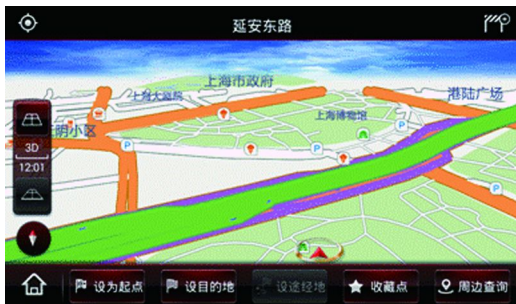 延安东路
上海市政府
上海大剧院
港陆广场
上海博物馆
阴小区
P
P
P
P
3D
12:01
设为起点
设目的地
设途经地
收藏点
周边查询